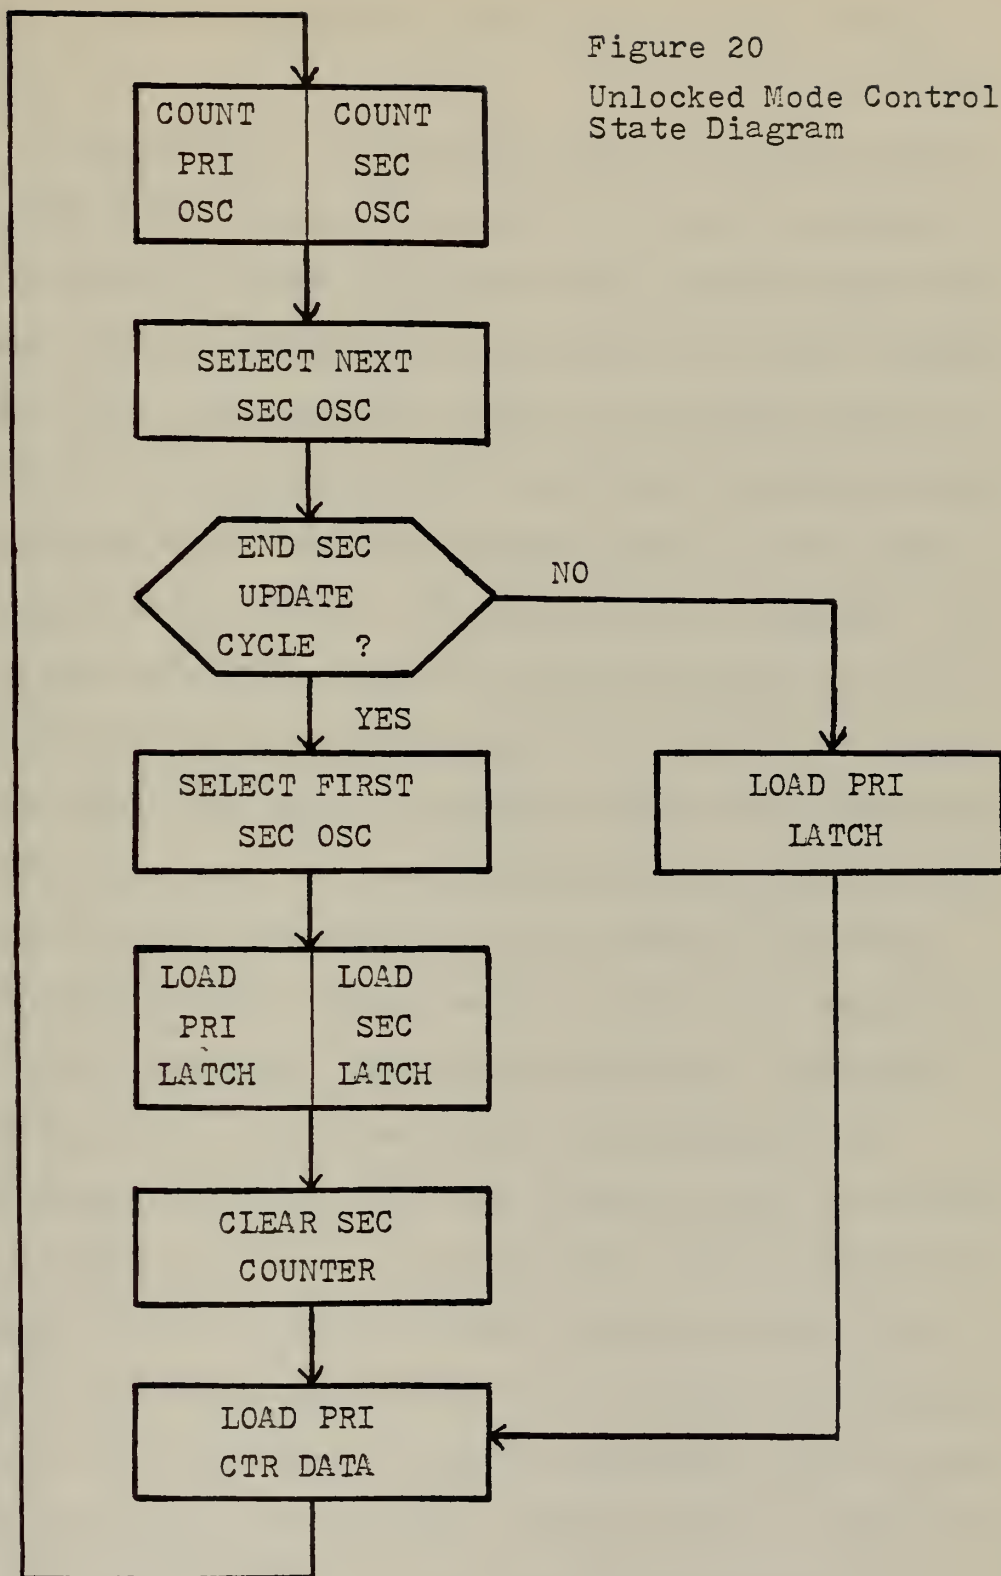 Figure 20
Unlocked Mode Control
State Diagram
COUNT
PRI
OSC
COUNT
SEC
OSC
SELECT NEXT
SEC OSC
END SEC
UPDATE
CYCLE ?
NO
YES
SELECT FIRST
SEC OSC
LOAD PRI
LATCH
LOAD
PRI
LATCH
LOAD
SEC
LATCH
CLEAR SEC
COUNTER
LOAD PRI
CTR DATA